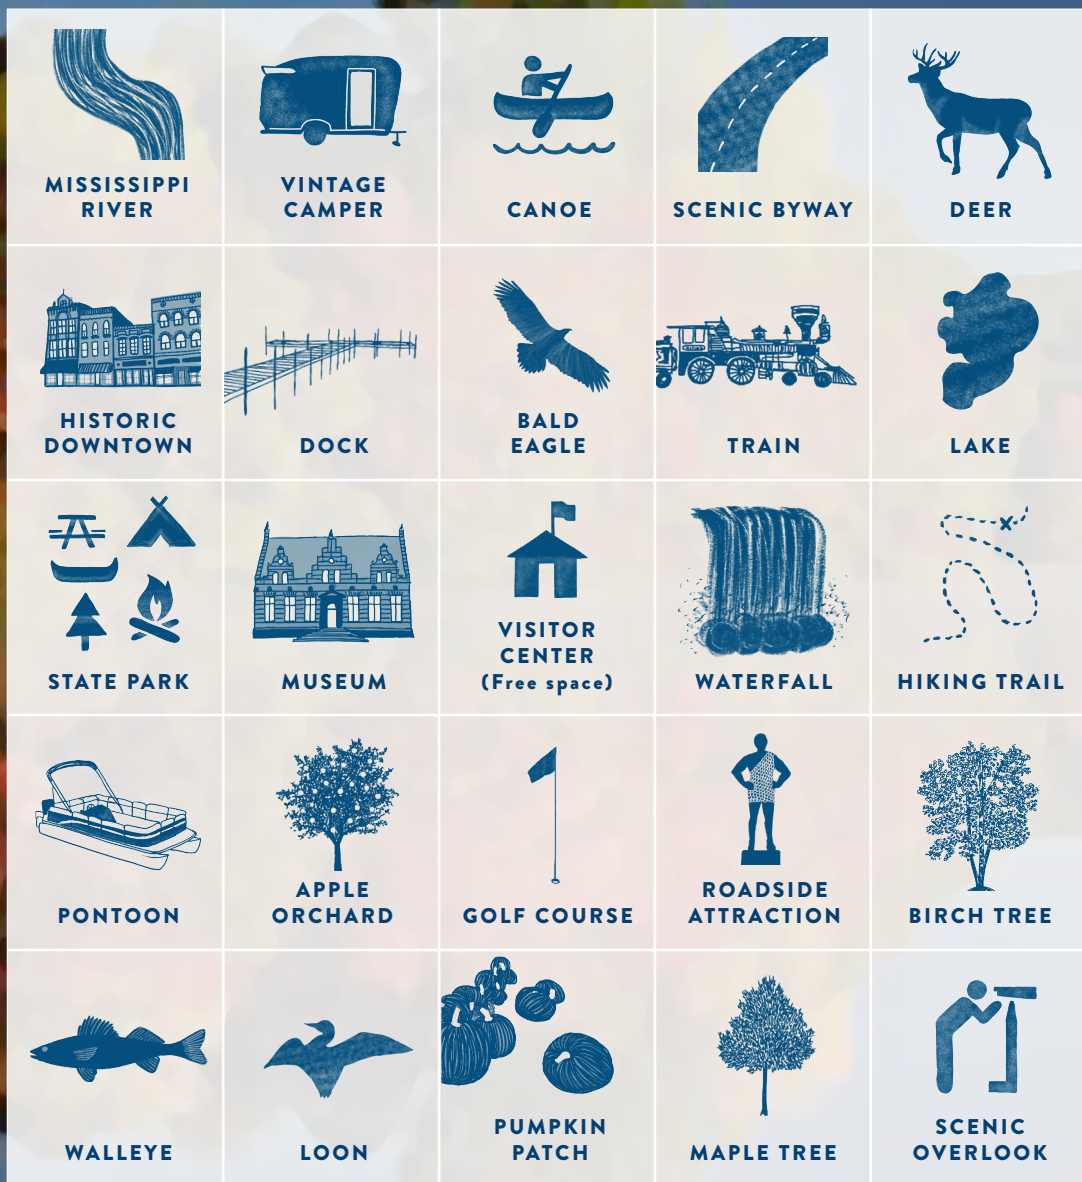 MISSISSIPPI
RIVER
VINTAGE
CAMPER
CANOE
SCENIC BYWAY
DEER
HISTORIC
DOWNTOWN
DOCK
BALD
EAGLE
TRAIN
LAKE
STATE PARK
MUSEUM
VISITOR
CENTER
(Free space)
WATERFALL
HIKING TRAIL
PONTOON
APPLE
ORCHARD
GOLF COURSE
ROADSIDE
ATTRACTION
BIRCH TREE
WALLEYE
LOON
PUMPKIN
PATCH
MAPLE TREE
SCENIC
OVERLOOK